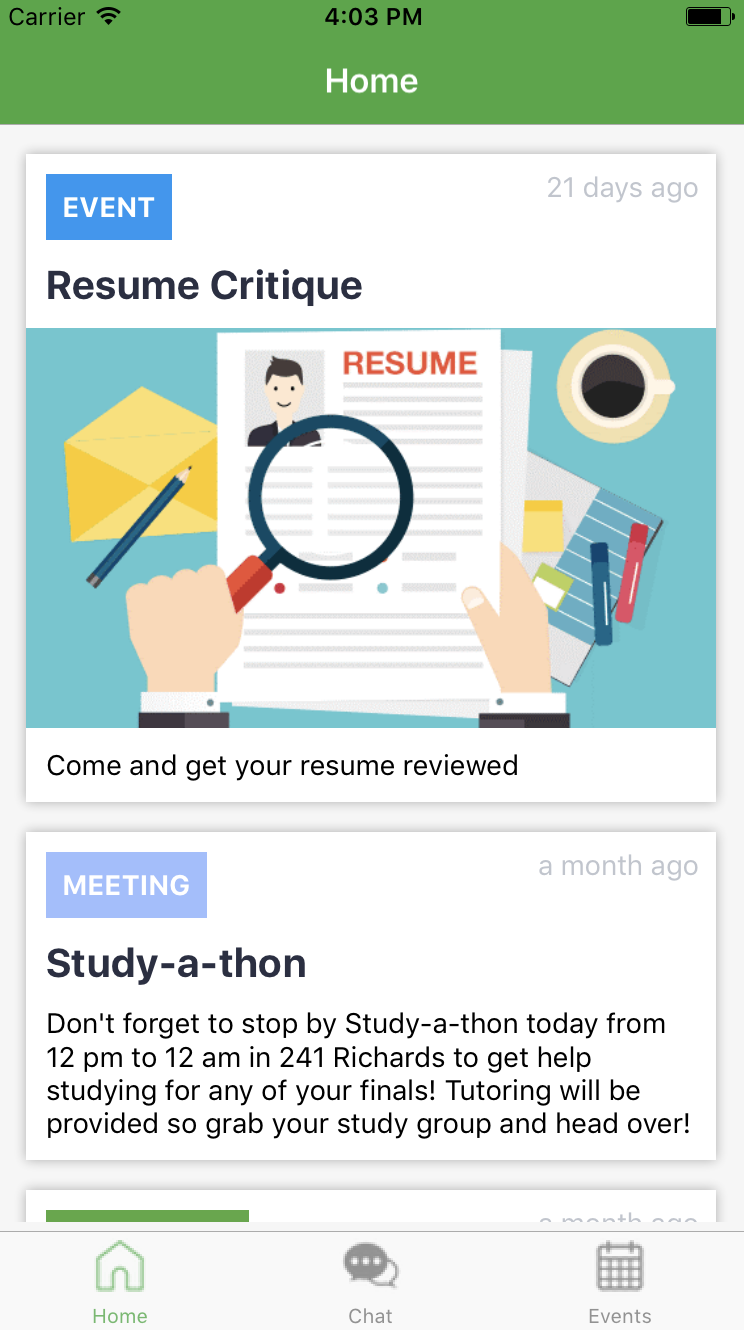 Carrier 4:03 PM
Home
EVENT 21 days ago
Resume Critique
RESUME
Come and get your resume reviewed
MEETING a month ago
Study-a-thon
Don't forget to stop by Study-a-thon today from
12 pm to 12 am in 241 Richards to get help
studying for any of your finals! Tutoring will be
provided so grab your study group and head over!
a month ago
Home Chat Events